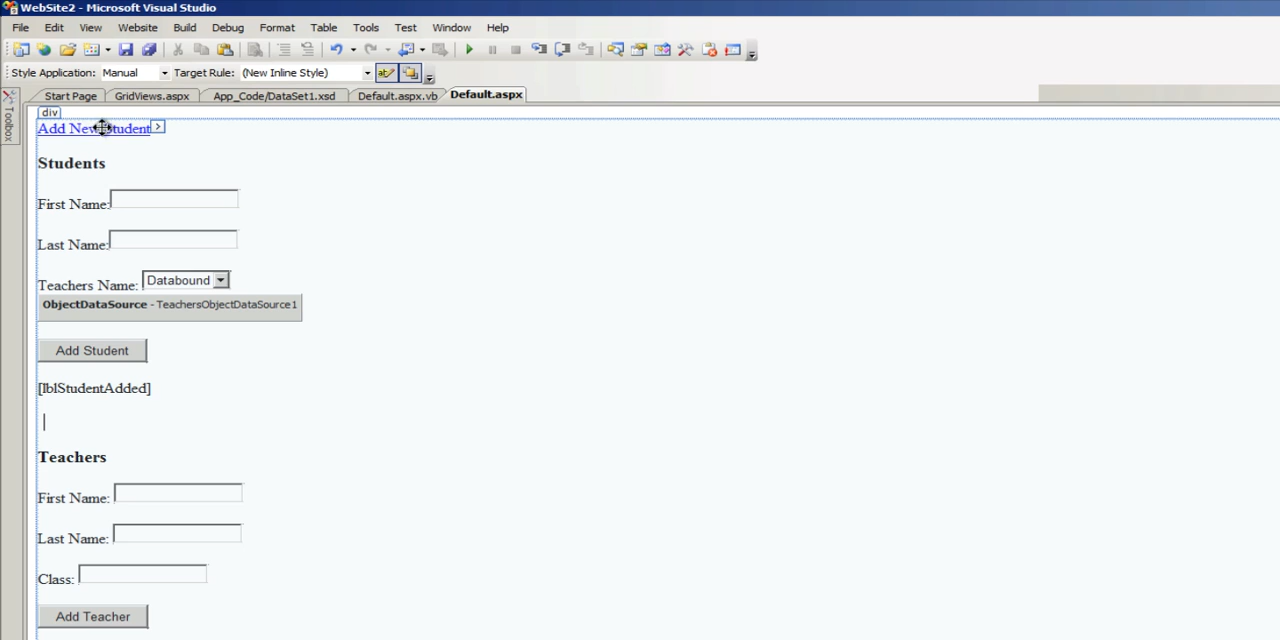 WebSite2 - Microsoft Visual Studio
File Edit View Website Build Debug Format Table Tools Test Window Help
Style Application: Manual Target Rule: (New Inline Style)
Start Page GridViews.aspx App_Code/DataSet1.xsd Default.aspx.vb Default.aspx
Toolbox
div
Add New Student
Students
First Name:
Last Name:
Teachers Name: Databound
ObjectDataSource - TeachersObjectDataSource1
Add Student
[lblStudentAdded]
Teachers
First Name:
Last Name:
Class:
Add Teacher